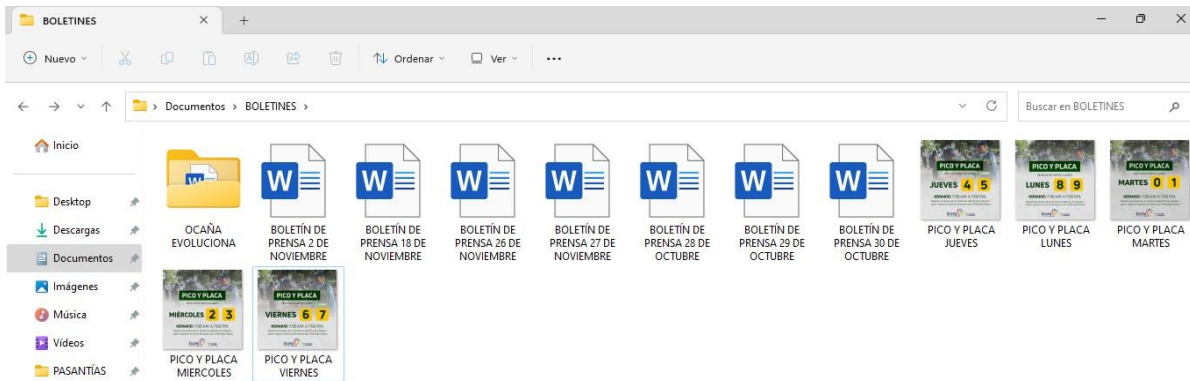 BOLETINES
Nuevo
Ordenar
Ver
Documentos > BOLETINES >
Buscar en BOLETINES
Inicio
Desktop
Descargas
Documentos
Imágenes
Música
Vídeos
PASANTÍAS
OCAÑA
EVOLUCIONA
BOLETÍN DE
PRENSA 2 DE
NOVIEMBRE
BOLETÍN DE
PRENSA 18 DE
NOVIEMBRE
BOLETÍN DE
PRENSA 26 DE
NOVIEMBRE
BOLETÍN DE
PRENSA 27 DE
NOVIEMBRE
BOLETÍN DE
PRENSA 28 DE
OCTUBRE
BOLETÍN DE
PRENSA 29 DE
OCTUBRE
BOLETÍN DE
PRENSA 30 DE
OCTUBRE
PICO Y PLACA
JUEVES 4 5
PICO Y PLACA
JUEVES
PICO Y PLACA
LUNES 8 9
PICO Y PLACA
LUNES
PICO Y PLACA
MARTES 0 1
PICO Y PLACA
MARTES
PICO Y PLACA
MIÉRCOLES 2 3
PICO Y PLACA
MIERCOLES
PICO Y PLACA
VIERNES 6 7
PICO Y PLACA
VIERNES